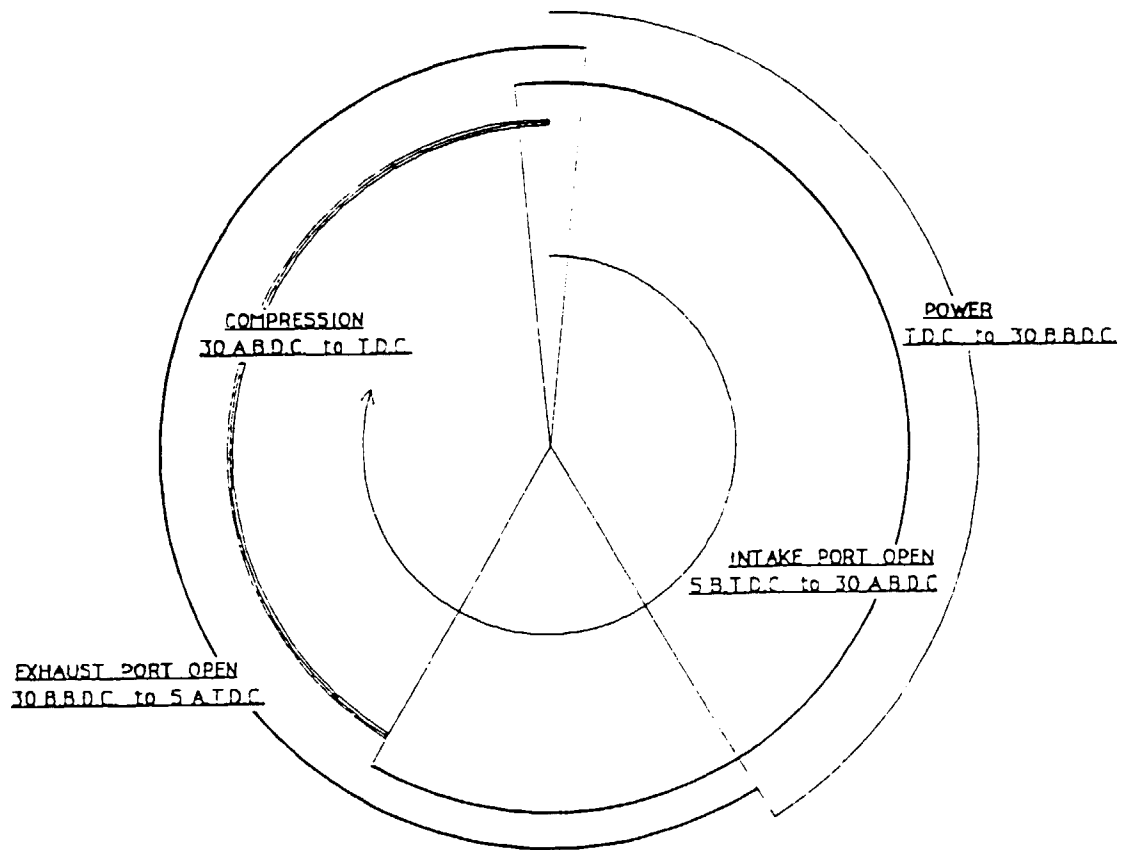 COMPRESSION
30 A.B.D.C. to T.D.C.
POWER
T.D.C. to 30 B.B.D.C.
INTAKE PORT OPEN
5 B.T.D.C. to 30 A.B.D.C
EXHAUST PORT OPEN
30 B.B.D.C. to 5 A.T.D.C.